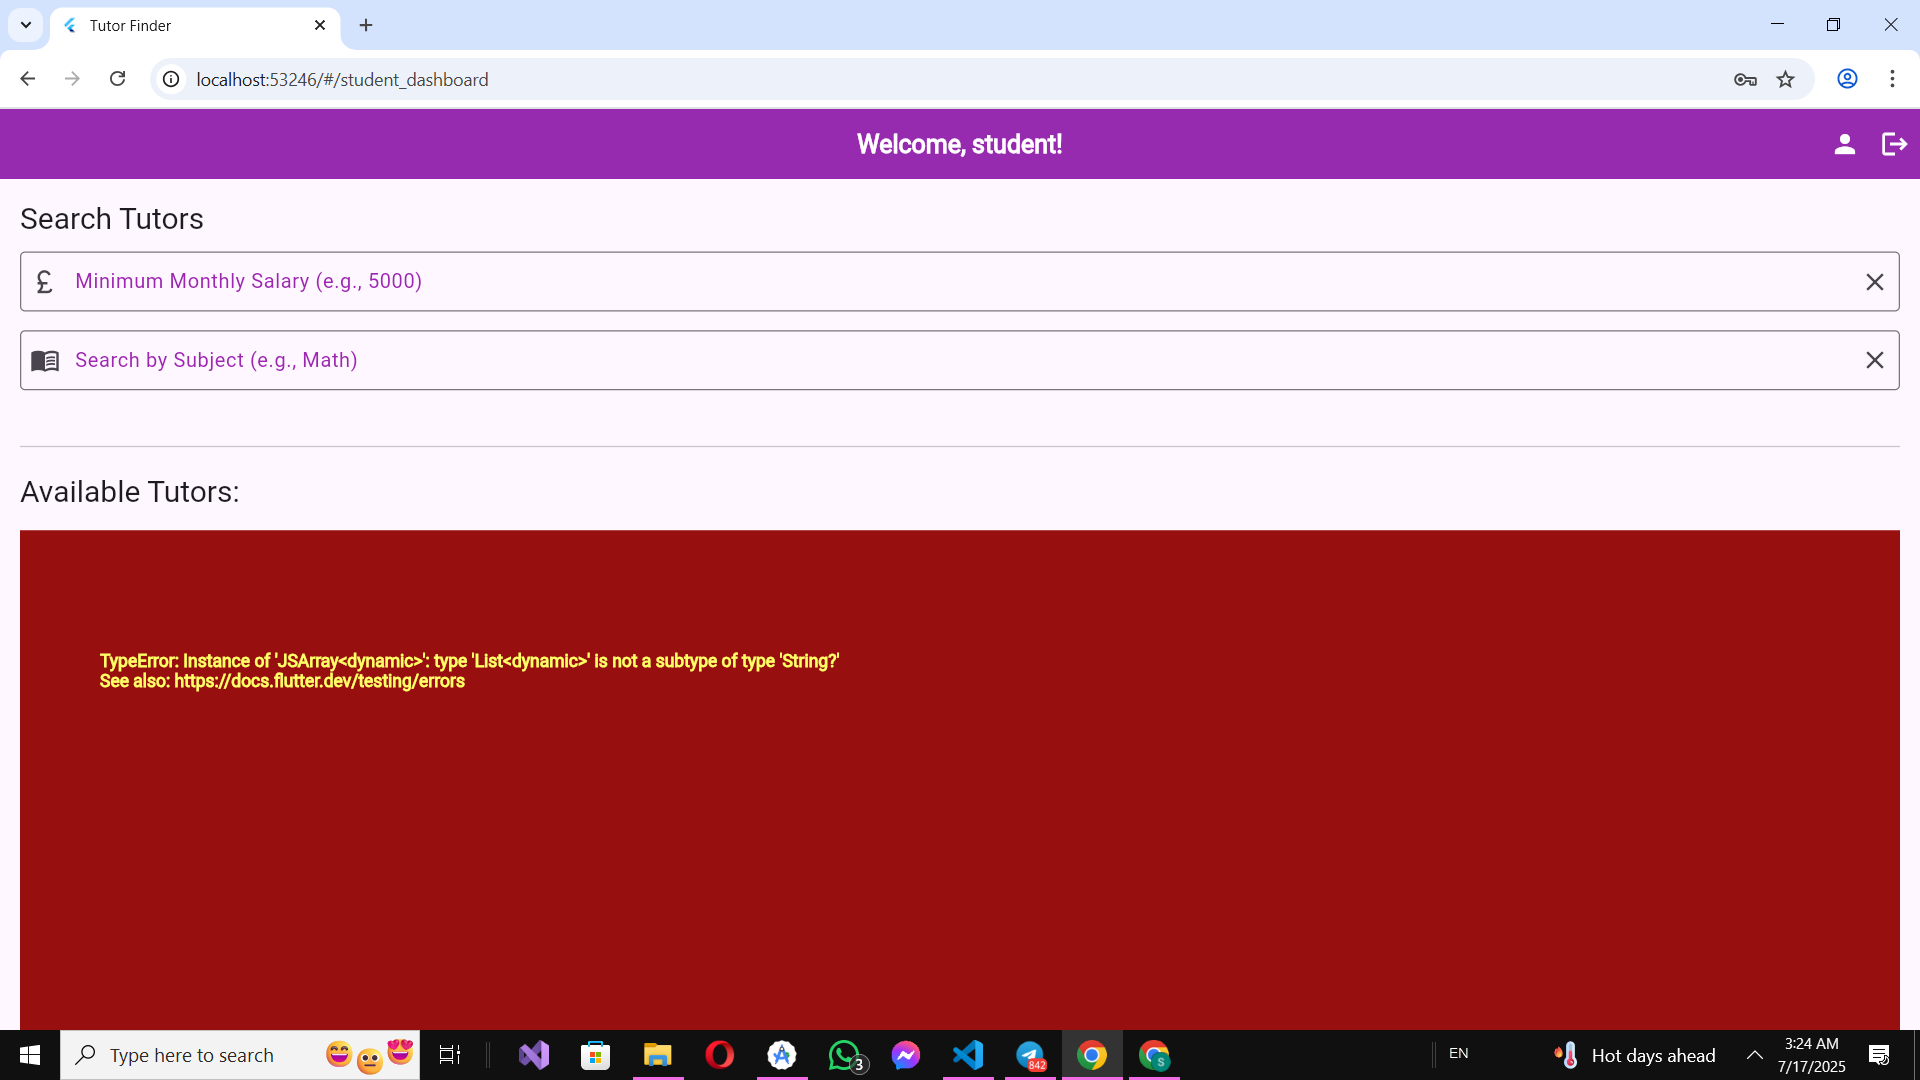 Tutor Finder
localhost:53246/#/student_dashboard
Welcome, student!
Search Tutors
£ Minimum Monthly Salary (e.g., 5000)
Search by Subject (e.g., Math)
Available Tutors:
TypeError: Instance of 'JSArray<dynamic>': type 'List<dynamic>' is not a subtype of type 'String?'
See also: https://docs.flutter.dev/testing/errors
Type here to search
3
842
S
EN
Hot days ahead
3:24 AM
7/17/2025